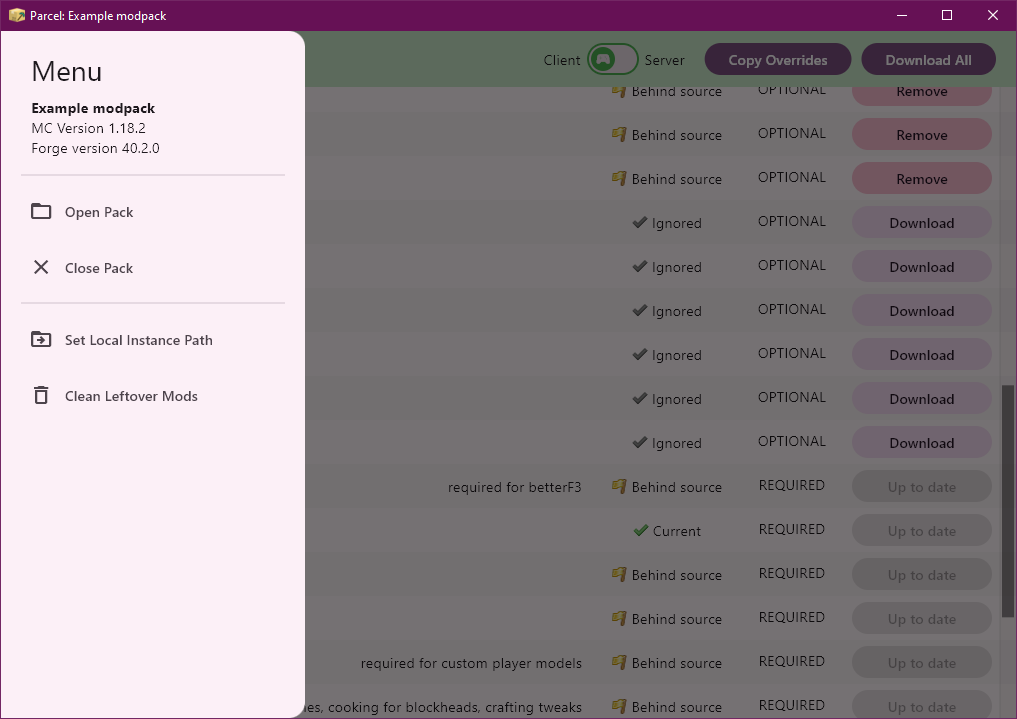 Parcel: Example modpack
Menu
Example modpack
MC Version 1.18.2
Forge version 40.2.0
Open Pack
Close Pack
Set Local Instance Path
Clean Leftover Mods
Client Server Copy Overrides Download All
Behind source OPTIONAL Remove
Behind source OPTIONAL Remove
Behind source OPTIONAL Remove
Ignored OPTIONAL Download
Ignored OPTIONAL Download
Ignored OPTIONAL Download
Ignored OPTIONAL Download
Ignored OPTIONAL Download
Ignored OPTIONAL Download
required for betterF3 Behind source REQUIRED Up to date
Current REQUIRED Up to date
Behind source REQUIRED Up to date
Behind source REQUIRED Up to date
required for custom player models Behind source REQUIRED Up to date
cooking for blockheads, crafting tweaks Behind source REQUIRED Up to date